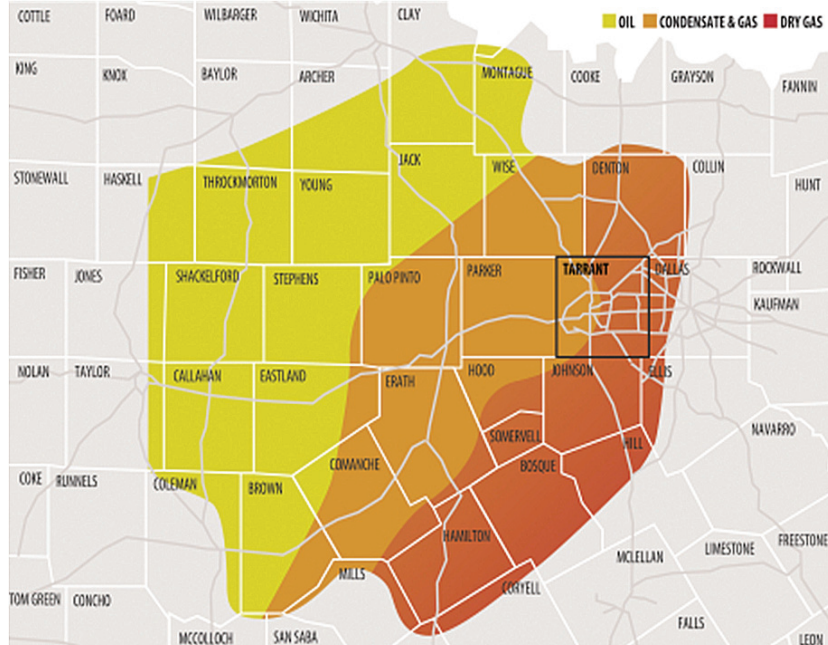 COTTLE FOARD WILBARGER WICHITA CLAY
OIL CONDENSATE & GAS DRY GAS
KING KNOX BAYLOR ARCHER MONTAGUE COOKE GRAYSON FANNIN
STONEWALL HASKELL THROCKMORTON YOUNG JACK WISE DENTON COLLIN HUNT
FISHER JONES SHACKELFORD STEPHENS PALO PINTO PARKER TARRANT DALLAS ROCKWALL
KAUFMAN
NOLAN TAYLOR CALLAHAN EASTLAND ERATH HOOD JOHNSON ELLIS
NAVARRO
SOMERVELL HILL
COKE RUNNELS COLEMAN BROWN COMANCHE BOSQUE
HAMILTON LIMESTONE FREESTONE
MILLS CORYELL MCLELLAN
TOM GREEN CONCHO
MCCOLLOCH SAN SABA FALLS LEON